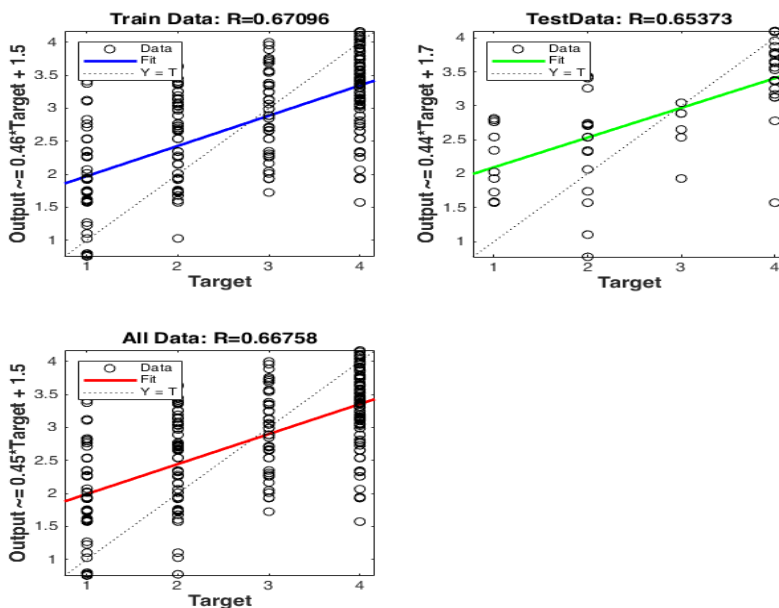 Train Data: R=0.67096
Output ~= 0.46*Target + 1.5
4
3.5
3
2.5
2
1.5
1
Data
Fit
Y = T
1 2 3 4
Target
TestData: R=0.65373
Output ~= 0.44*Target + 1.7
4
3.5
3
2.5
2
1.5
1
Data
Fit
Y = T
1 2 3 4
Target
All Data: R=0.66758
Output ~= 0.45*Target + 1.5
4
3.5
3
2.5
2
1.5
1
Data
Fit
Y = T
1 2 3 4
Target